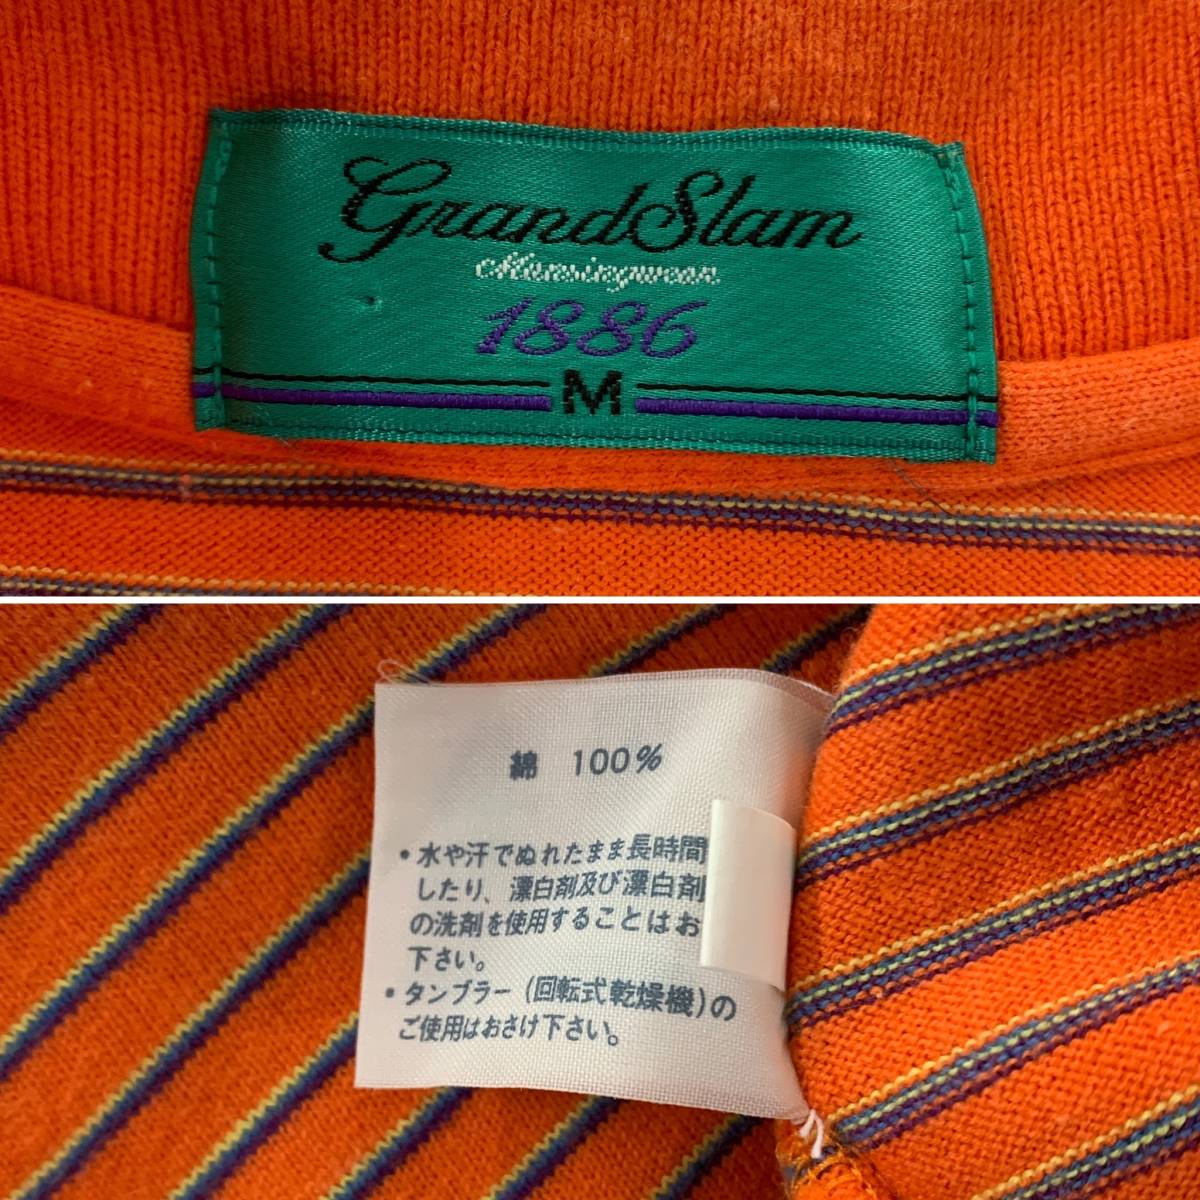 GrandSlam
Munsingwear
1886
M
綿 100%
・水や汗でぬれたまま長時間
したり、漂白剤及び漂白剤
の洗剤を使用することはお
下さい。
・タンブラー(回転式乾燥機)の
ご使用はおさけ下さい。